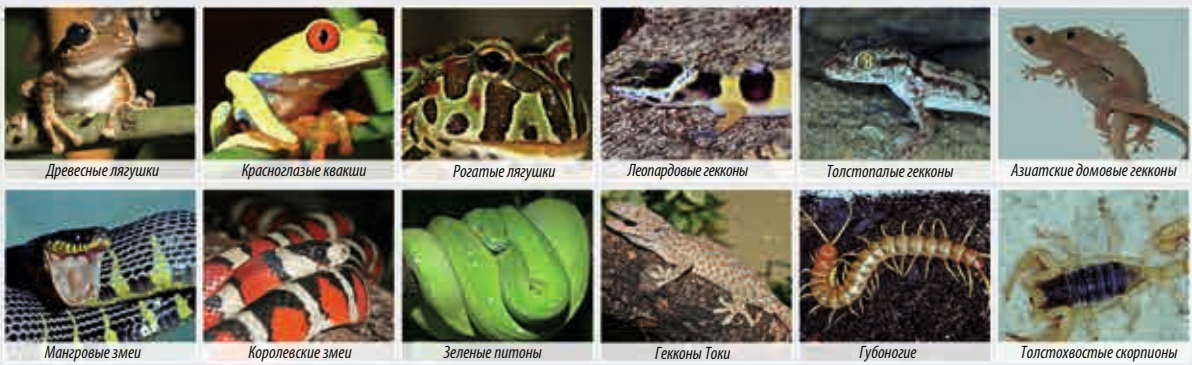 Древесные лягушки
Красноглазые квакши
Рогатые лягушки
Леопардовые гекконы
Толстопалые гекконы
Азиатские домовые гекконы
Мангровые змеи
Королевские змеи
Зеленые питоны
Гекконы Токи
Губоногие
Толстохвостые скорпионы